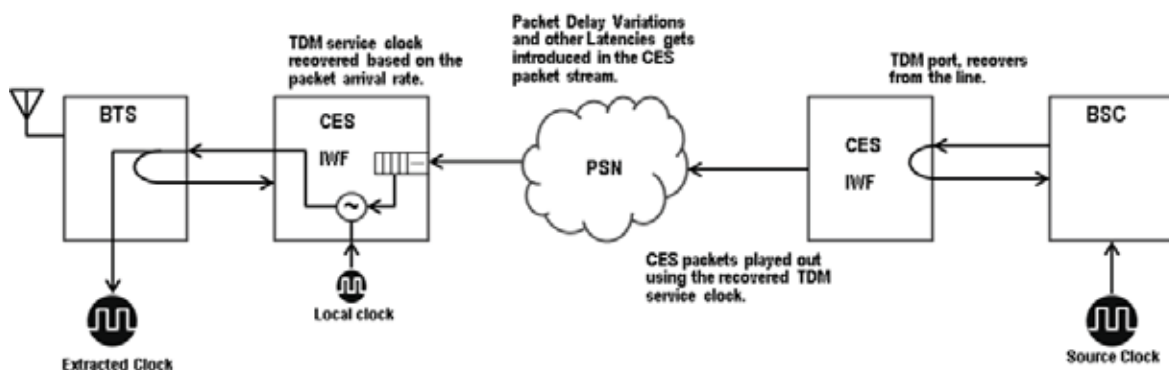 Packet Delay Variations
and other Latencies gets
introduced in the CES
packet stream.
TDM service clock
recovered based on the
packet arrival rate.
TDM port, recovers
from the line.
BTS
CES
IWF
PSN
CES
IWF
BSC
CES packets played out
using the recovered TDM
service clock.
Local clock
Extracted Clock
Source Clock